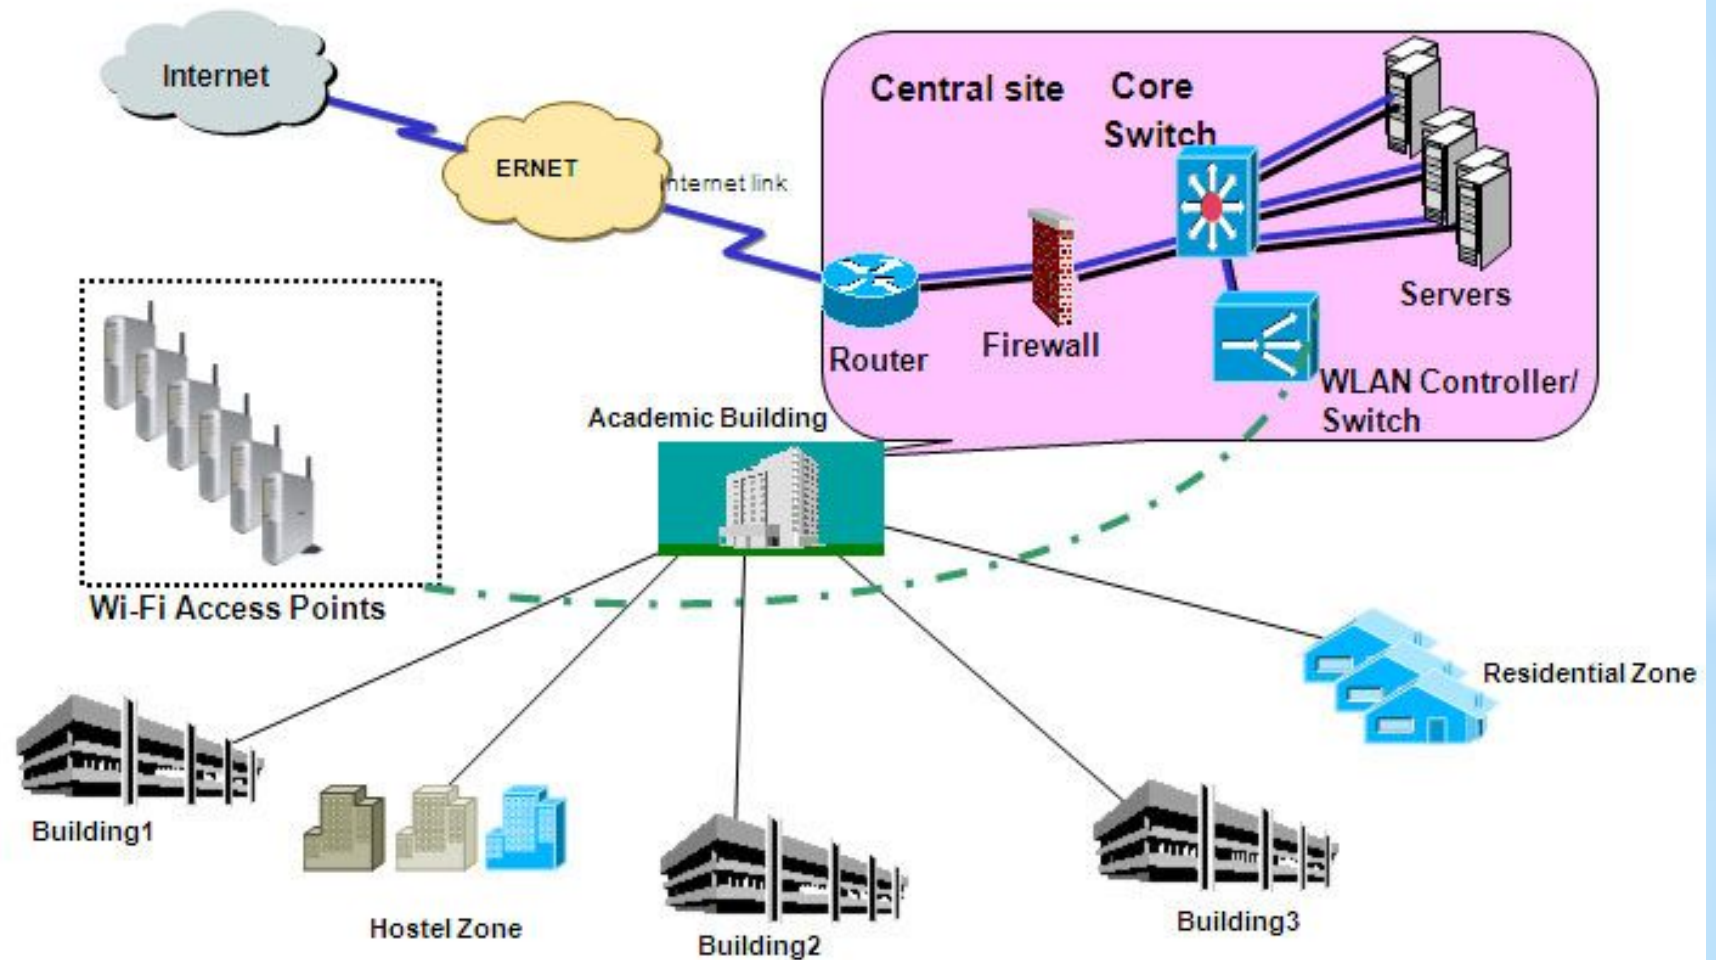 Internet
ERNET
Internet link
Central site
Core
Switch
Servers
Firewall
Router
WLAN Controller/
Switch
Academic Building
Wi-Fi Access Points
Residential Zone
Building1
Hostel Zone
Building2
Building3